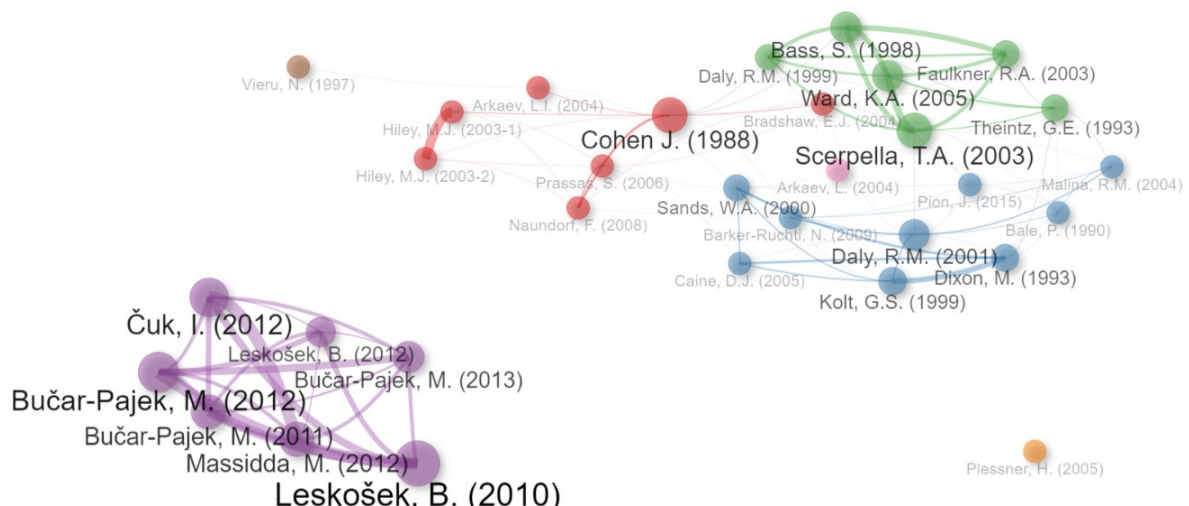 Bass, S. (1998)
Daly, R.M. (1999)
Faulkner, R.A. (2003)
Vieru, N. (1997)
Arkaev, L.I. (2004)
Ward, K.A. (2005)
Hiley, M.J. (2003-1)
Bradshaw, E.J. (2004)
Theintz, G.E. (1993)
Cohen J. (1988)
Scerpella, T.A. (2003)
Hiley, M.J. (2003-2)
Prassas, S. (2006)
Arkaev, L. (2004)
Malina, R.M. (2004)
Pion, J. (2015)
Sands, W.A. (2000)
Naundorf, F. (2008)
Barker-Ruchti, N. (2009)
Bale, P. (1990)
Daly, R.M. (2001)
Caine, D.J. (2005)
Dixon, M. (1993)
Kolt, G.S. (1999)
Čuk, I. (2012)
Leskošek, B. (2012)
Bučar-Pajek, M. (2013)
Bučar-Pajek, M. (2012)
Bučar-Pajek, M. (2011)
Massidda, M. (2012)
Plessner, H. (2005)
Leskošek, B. (2010)